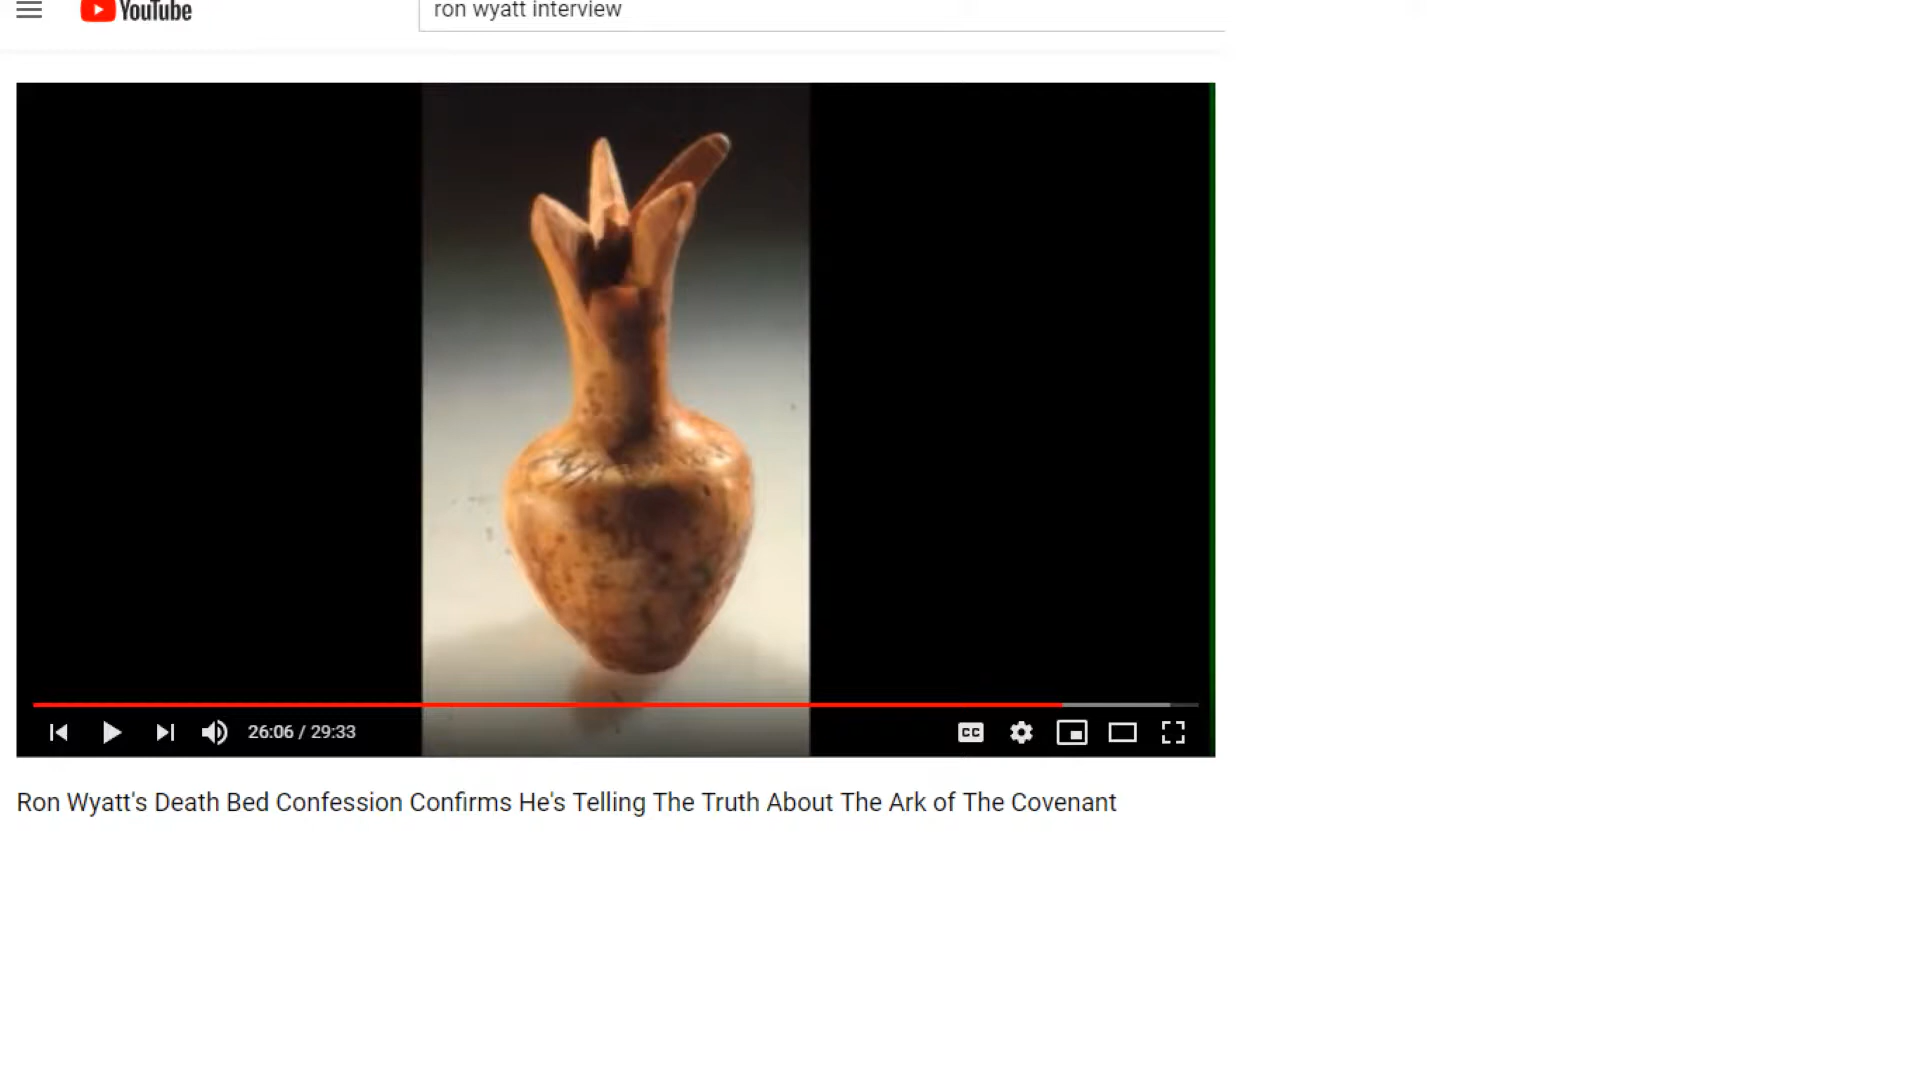 YouTube
ron wyatt interview
CC
26:06 / 29:33
Ron Wyatt's Death Bed Confession Confirms He's Telling The Truth About The Ark of The Covenant